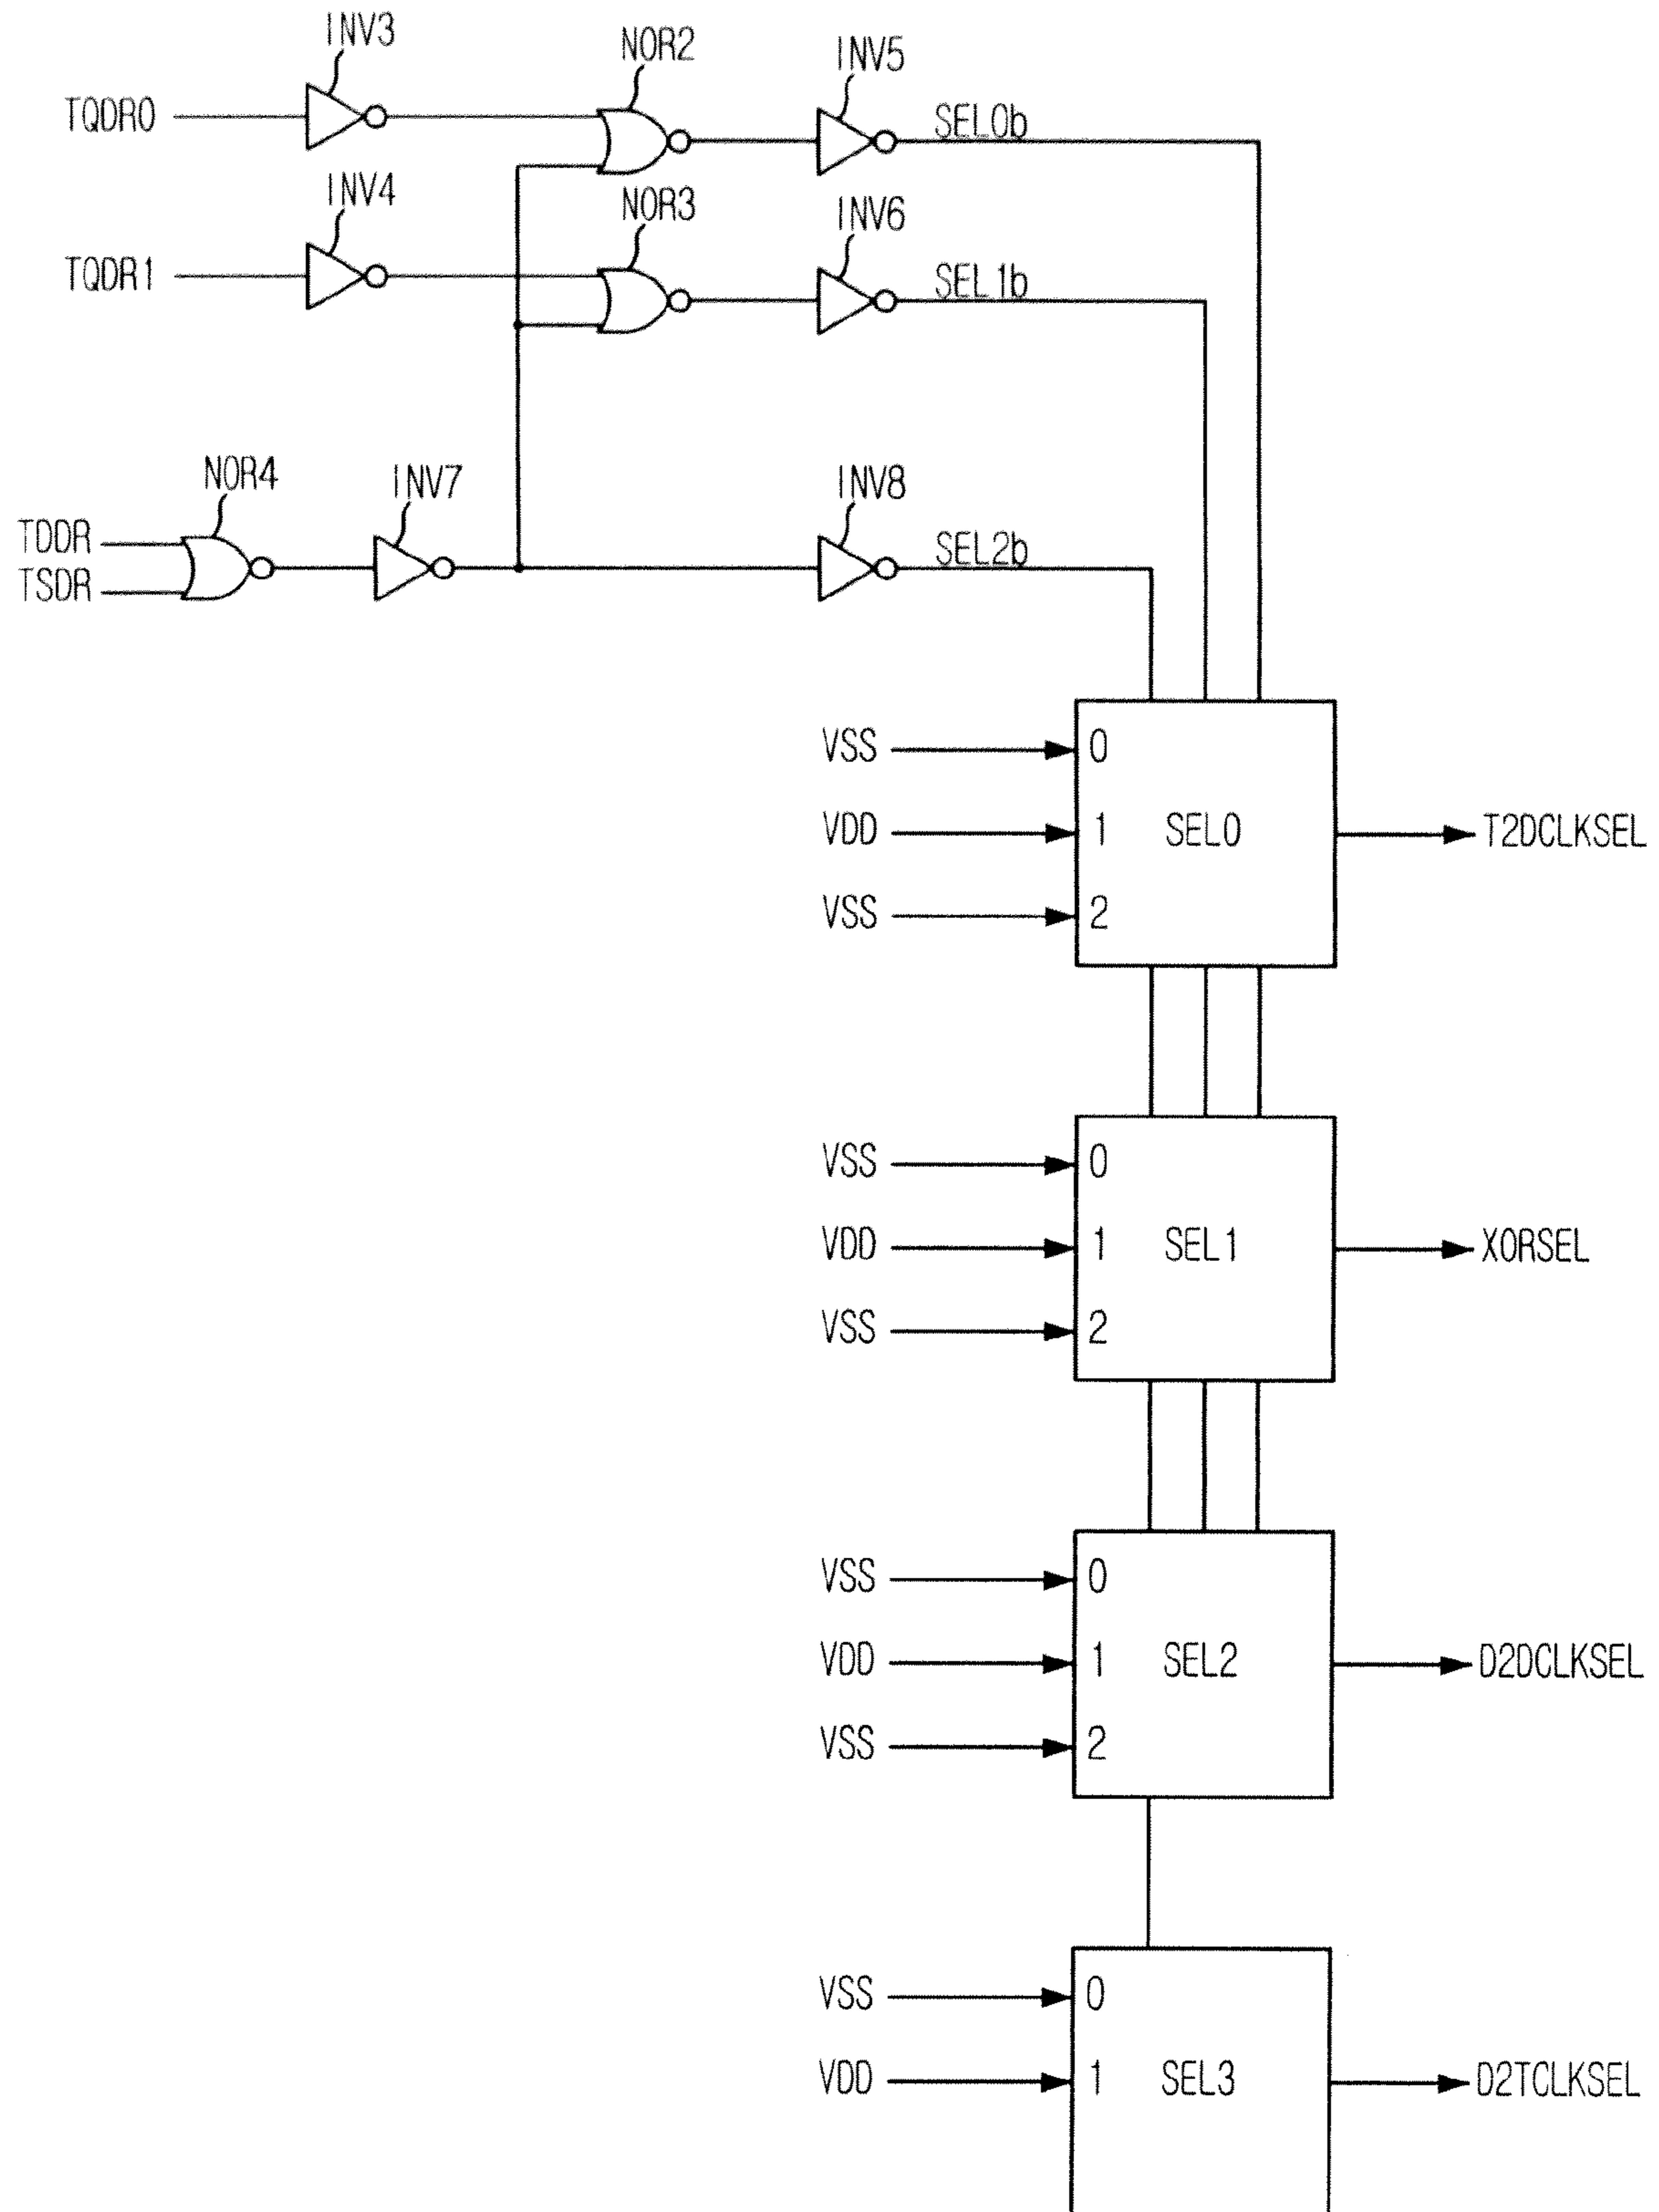 INV3
NOR2
INV5
TQDR0
SEL0b
INV4
NOR3
INV6
TQDR1
SEL1b
NOR4
INV7
INV8
TDDR
SEL2b
TSDR
VSS
0
VDD
1
SEL0
T2DCLKSEL
VSS
2
VSS
0
VDD
1
SEL1
XORSEL
VSS
2
VSS
0
VDD
1
SEL2
D2DCLKSEL
VSS
2
VSS
0
VDD
1
SEL3
D2TCLKSEL